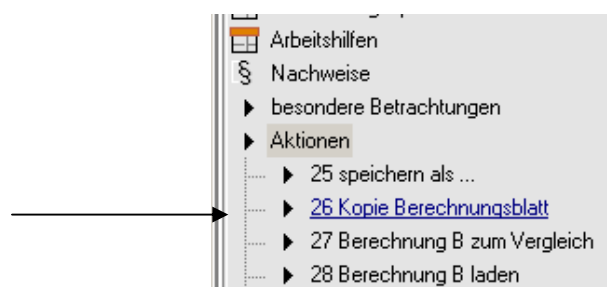 Arbeitshilfen
§ Nachweise
besondere Betrachtungen
Aktionen
25 speichern als ...
26 Kopie Berechnungsblatt
27 Berechnung B zum Vergleich
28 Berechnung B laden